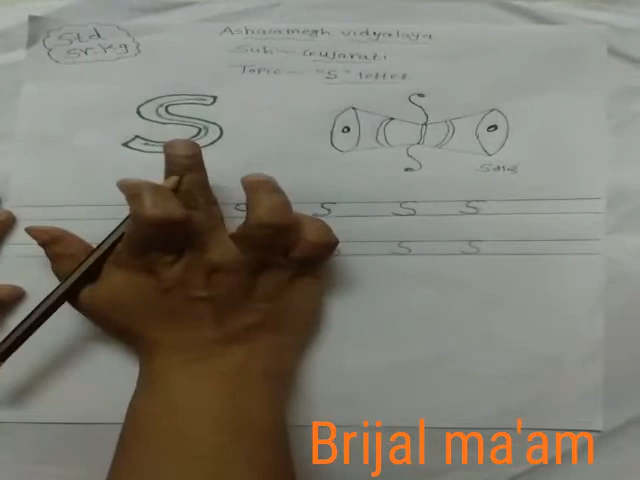 Std
Sr.kg
Ashwamegh vidyalaya
Sub - Gujarati
Topic - "S" letter
S
S S S S
S S S
Brijal ma'am